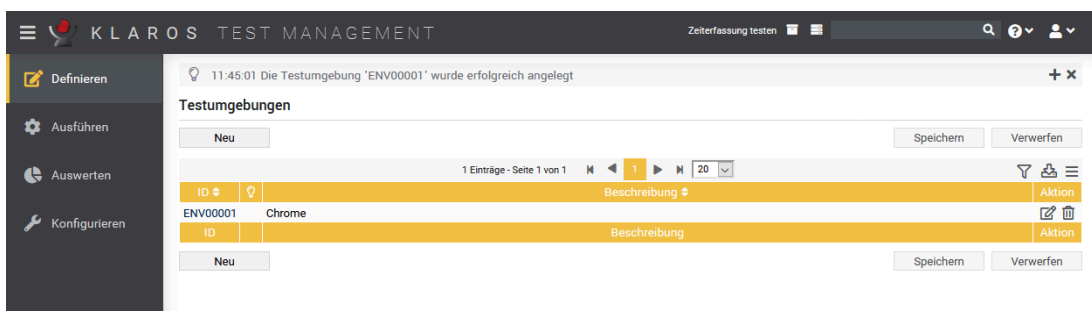 KLAROS TEST MANAGEMENT
Zeiterfassung testen
Definieren
Ausführen
Auswerten
Konfigurieren
11:45:01 Die Testumgebung 'ENV00001' wurde erfolgreich angelegt
Testumgebungen
Neu
Speichern
Verwerfen
1 Einträge - Seite 1 von 1
1
20
ID
Beschreibung
Aktion
ENV00001
Chrome
ID
Beschreibung
Aktion
Neu
Speichern
Verwerfen